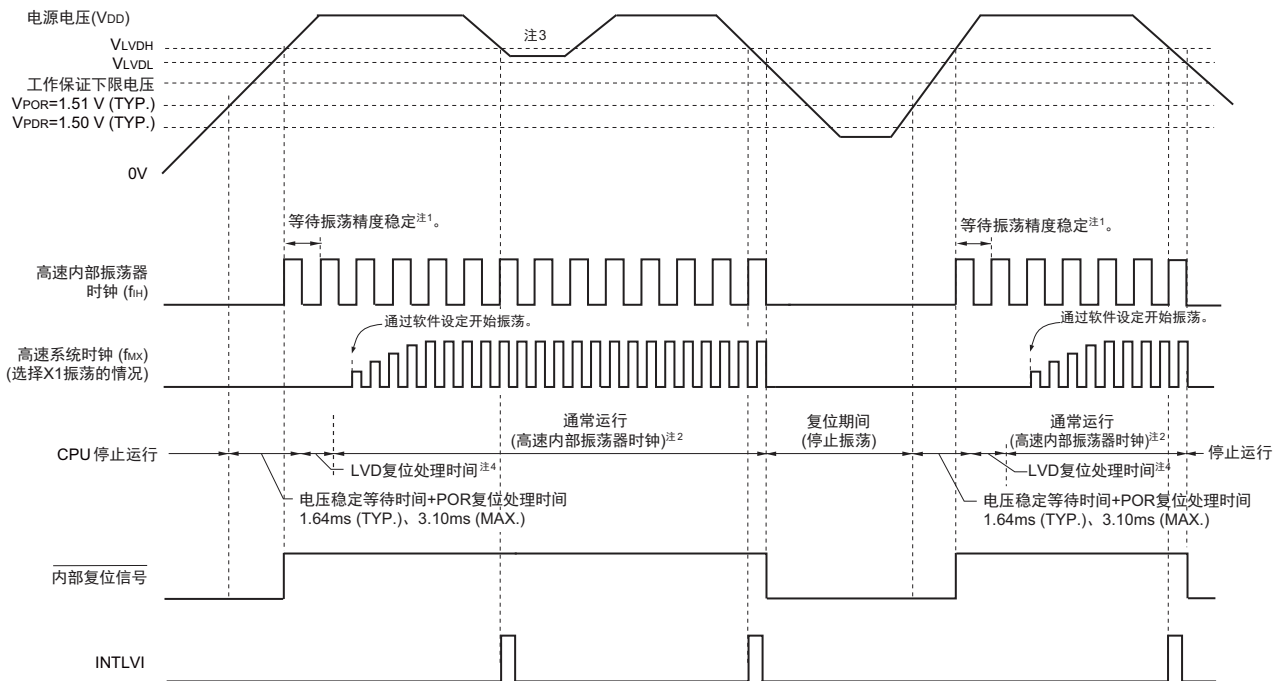 电源电压(VDD)
VLVDH
VLVDL
工作保证下限电压
VPOR=1.51 V (TYP.)
VPDR=1.50 V (TYP.)
0V
注3
等待振荡精度稳定注1。
等待振荡精度稳定注1。
高速内部振荡器
时钟 (fIH)
通过软件设定开始振荡。
通过软件设定开始振荡。
高速系统时钟 (fMX)
(选择X1振荡的情况)
CPU 停止运行
通常运行
(高速内部振荡器时钟)注2
复位期间
(停止振荡)
通常运行
(高速内部振荡器时钟)注2
停止运行
LVD复位处理时间注4
LVD复位处理时间注4
电压稳定等待时间+POR复位处理时间
1.64ms (TYP.)、3.10ms (MAX.)
电压稳定等待时间+POR复位处理时间
1.64ms (TYP.)、3.10ms (MAX.)
内部复位信号
INTLVI